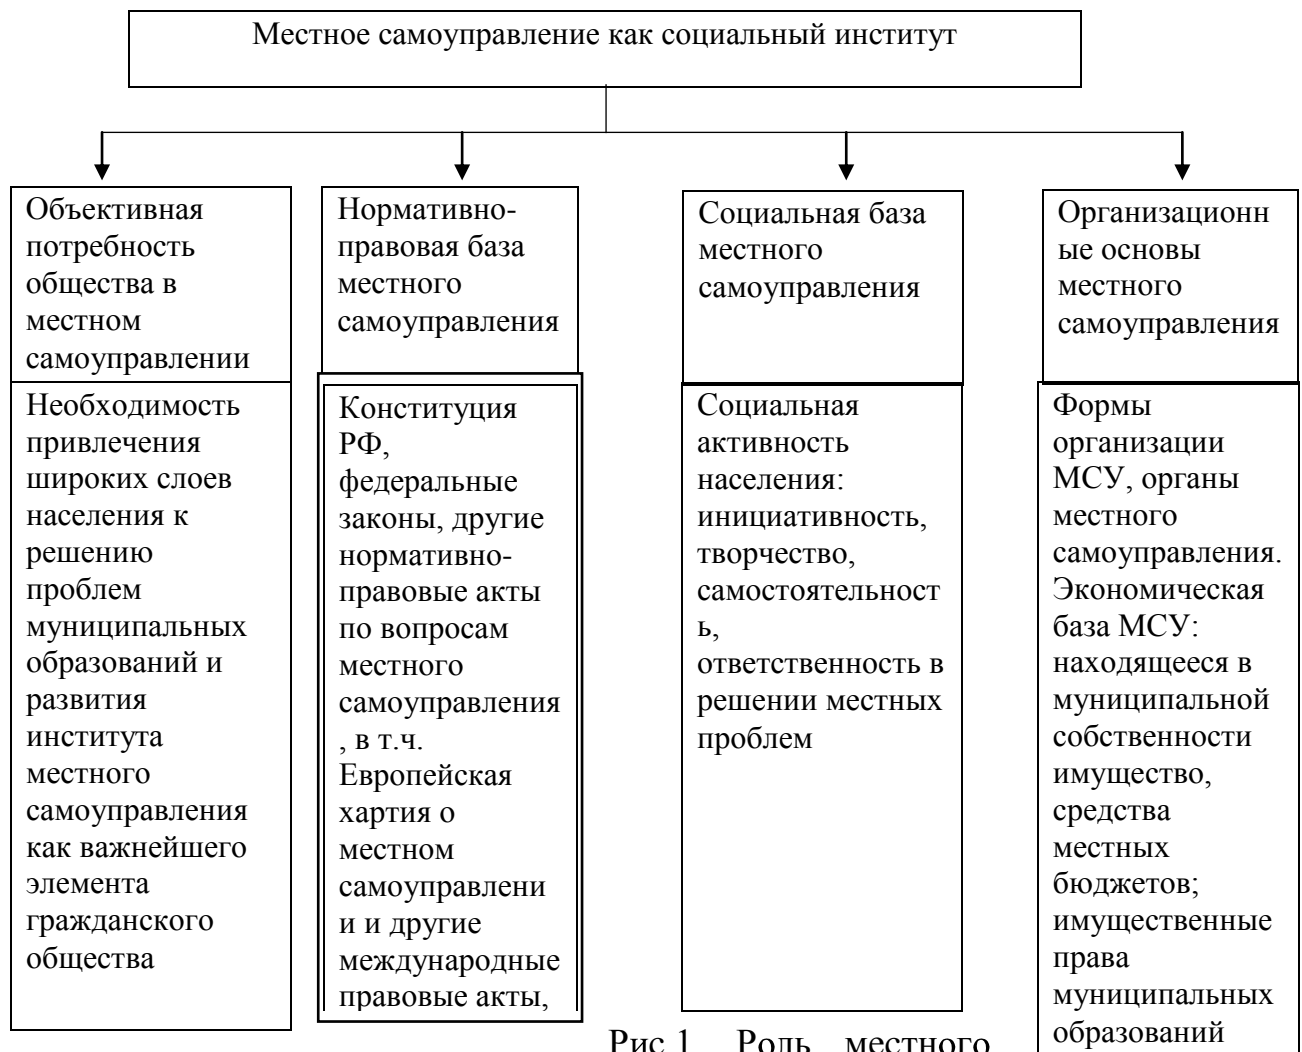 Местное самоуправление как социальный институт
Объективная
потребность
общества в
местном
самоуправлении
Необходимость
привлечения
широких слоев
населения к
решению
проблем
муниципальных
образований и
развития
института
местного
самоуправления
как важнейшего
элемента
гражданского
общества
Нормативно-
правовая база
местного
самоуправления
Конституция
РФ,
федеральные
законы, другие
нормативно-
правовые акты
по вопросам
местного
самоуправления
, в т.ч.
Европейская
хартия о
местном
самоуправлени
и и другие
международные
правовые акты,
Социальная база
местного
самоуправления
Социальная
активность
населения:
инициативность,
творчество,
самостоятельност
ь,
ответственность в
решении местных
проблем
Организационн
ые основы
местного
самоуправления
Формы
организации
МСУ, органы
местного
самоуправления.
Экономическая
база МСУ:
находящееся в
муниципальной
собственности
имущество,
средства
местных
бюджетов;
имущественные
права
муниципальных
образований
Рис 1 Роль местного